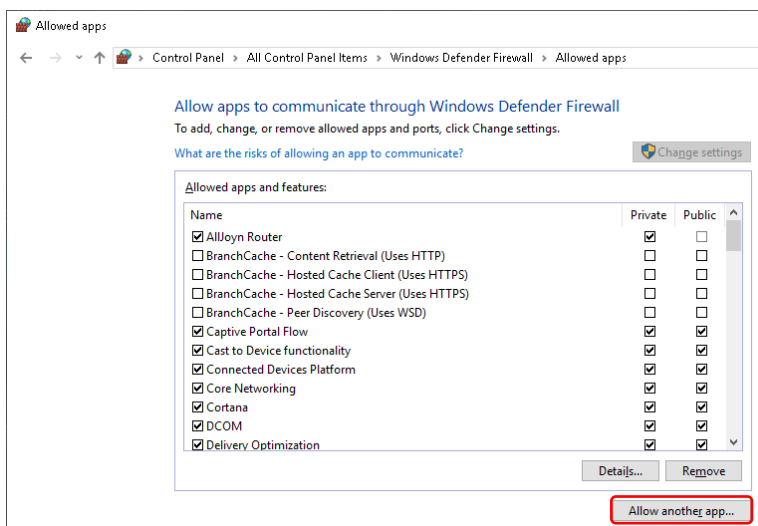 Allowed apps
Control Panel > All Control Panel Items > Windows Defender Firewall > Allowed apps
Allow apps to communicate through Windows Defender Firewall
To add, change, or remove allowed apps and ports, click Change settings.
What are the risks of allowing an app to communicate?
Change settings
Allowed apps and features:
Name Private Public
AllJoyn Router
BranchCache - Content Retrieval (Uses HTTP)
BranchCache - Hosted Cache Client (Uses HTTPS)
BranchCache - Hosted Cache Server (Uses HTTPS)
BranchCache - Peer Discovery (Uses WSD)
Captive Portal Flow
Cast to Device functionality
Connected Devices Platform
Core Networking
Cortana
DCOM
Delivery Optimization
Details... Remove
Allow another app...